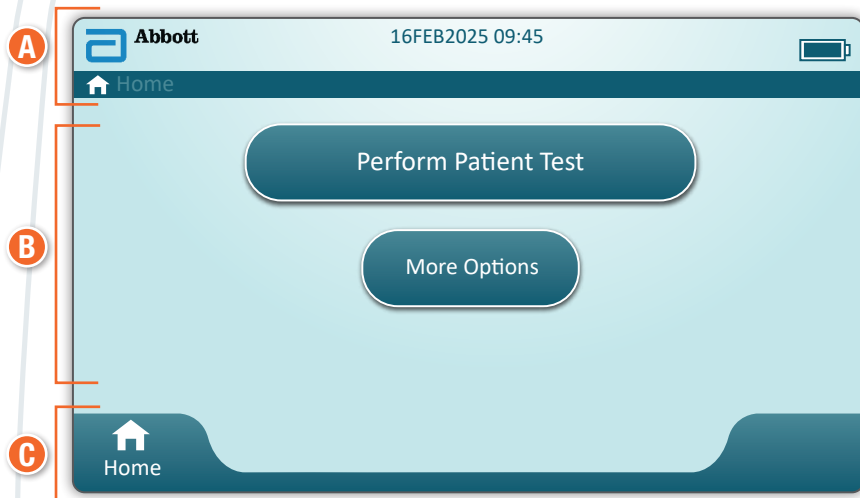 A
Abbott
16FEB2025 09:45
Home
B
Perform Patient Test
More Options
C
Home